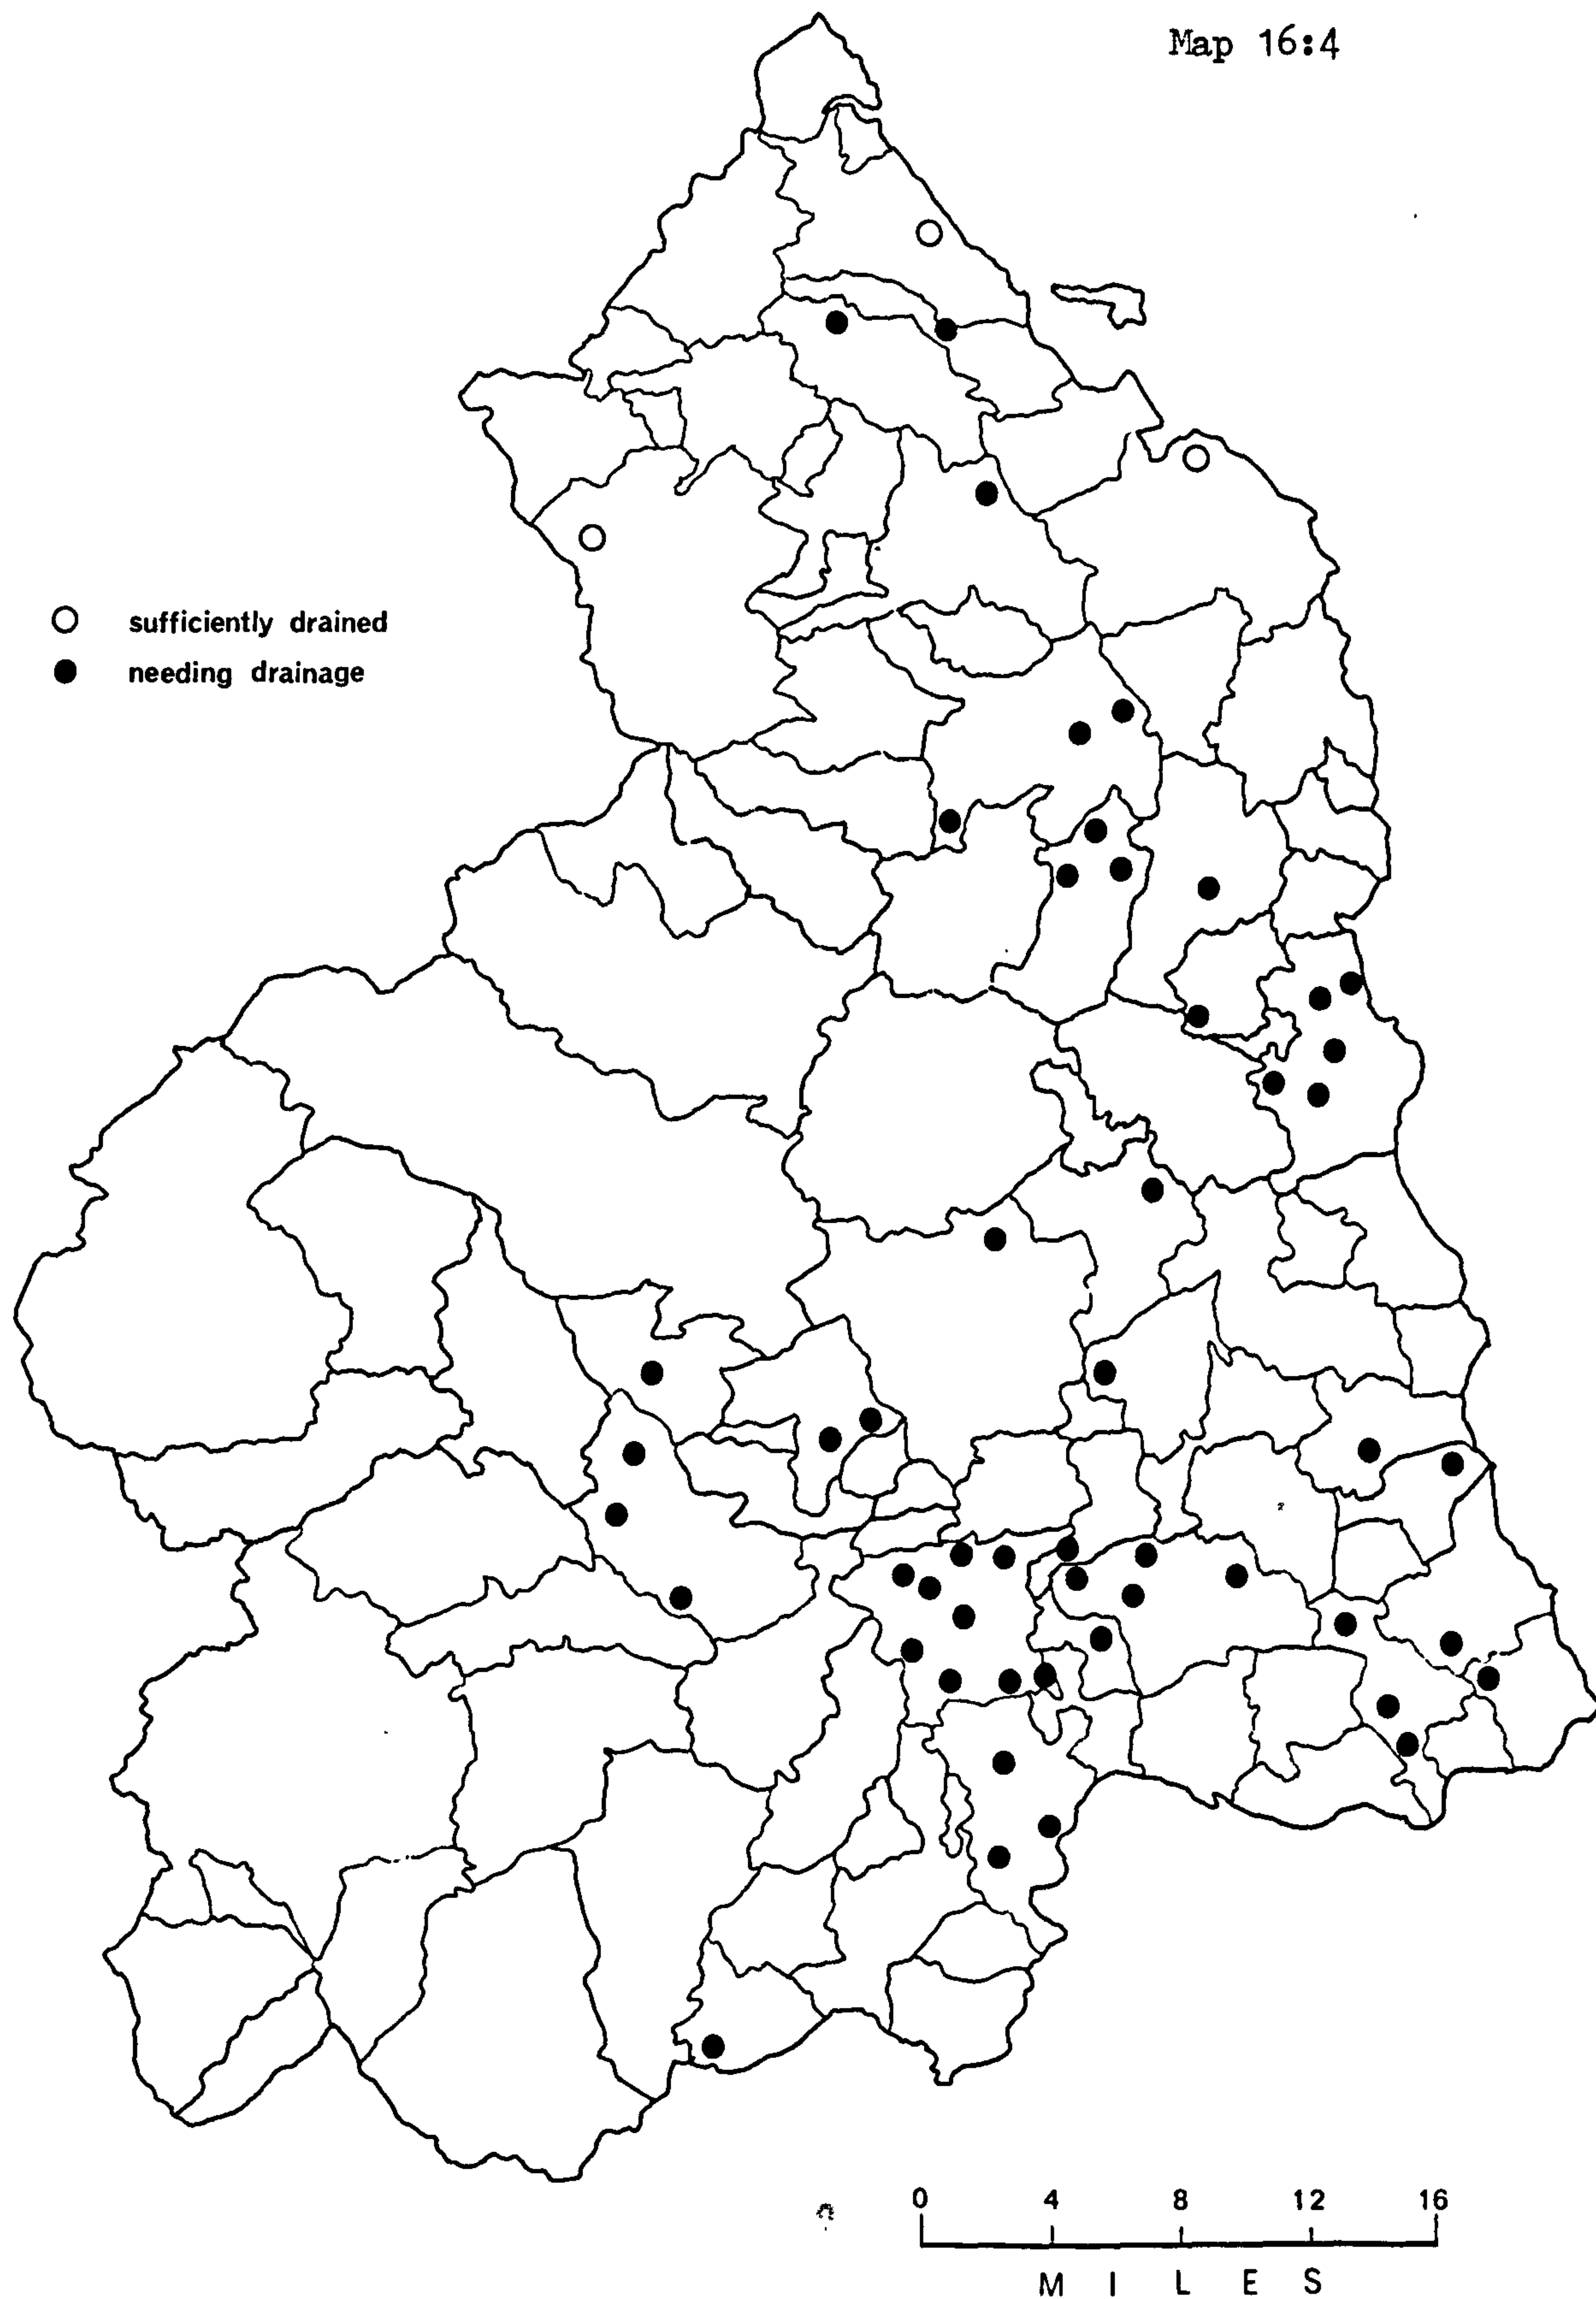 Map 16:4
sufficiently drained
needing drainage
0 4 8 12 16
M I L E S